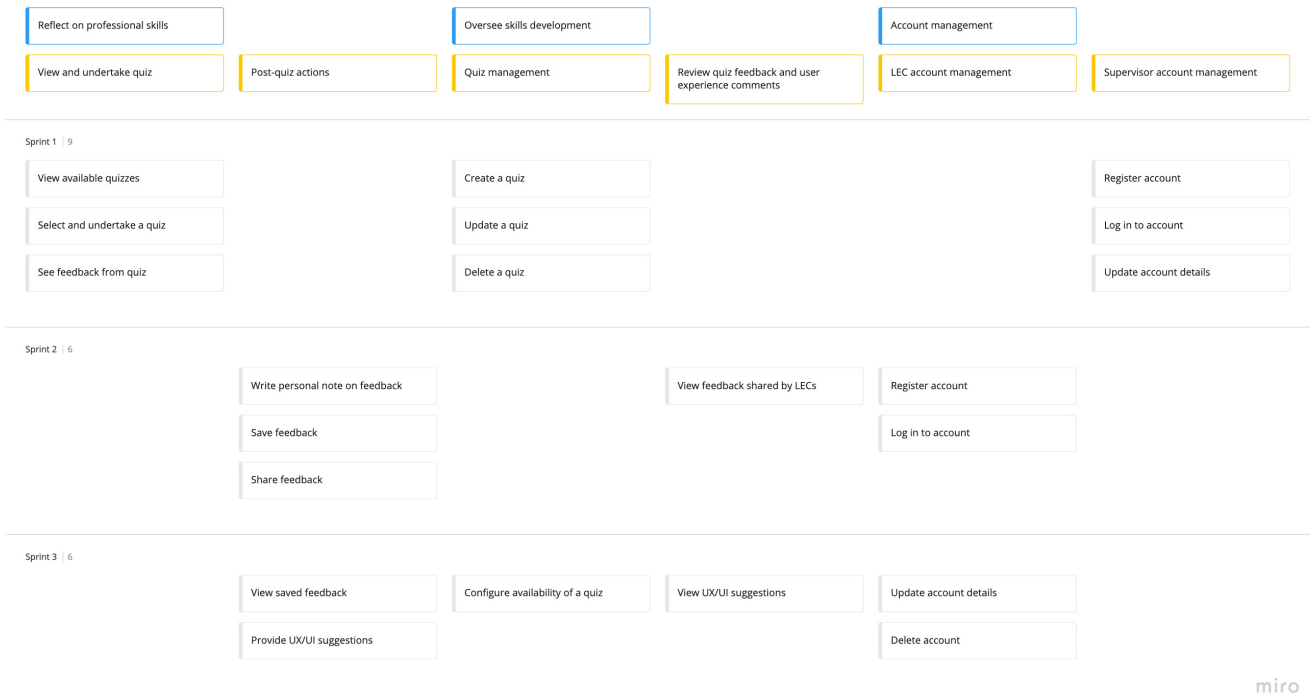 Reflect on professional skills
Oversee skills development
Account management
View and undertake quiz
Post-quiz actions
Quiz management
Review quiz feedback and user
experience comments
LEC account management
Supervisor account management
Sprint 1 | 9
View available quizzes
Create a quiz
Register account
Select and undertake a quiz
Update a quiz
Log in to account
See feedback from quiz
Delete a quiz
Update account details
Sprint 2 | 6
Write personal note on feedback
View feedback shared by LECs
Register account
Save feedback
Log in to account
Share feedback
Sprint 3 | 6
View saved feedback
Configure availability of a quiz
View UX/UI suggestions
Update account details
Provide UX/UI suggestions
Delete account
miro